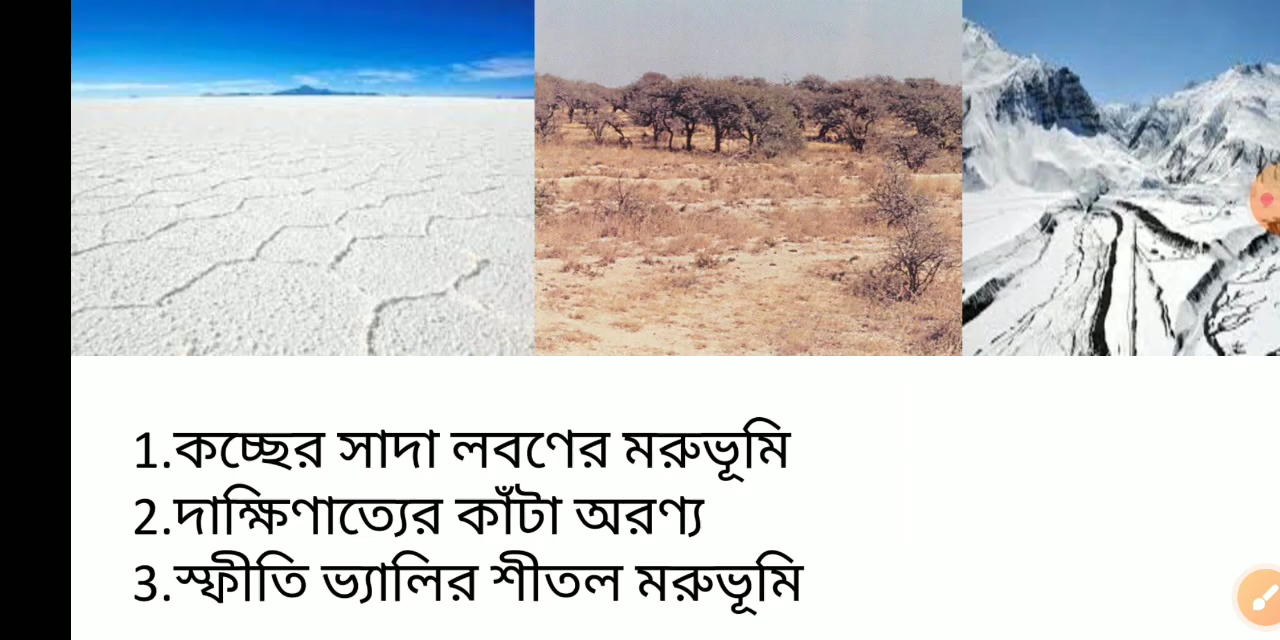 1.কচ্ছের সাদা লবণের মরুভূমি
2.দাক্ষিণাত্যের কাঁটা অরণ্য
3.স্ফীতি ভ্যালির শীতল মরুভূমি